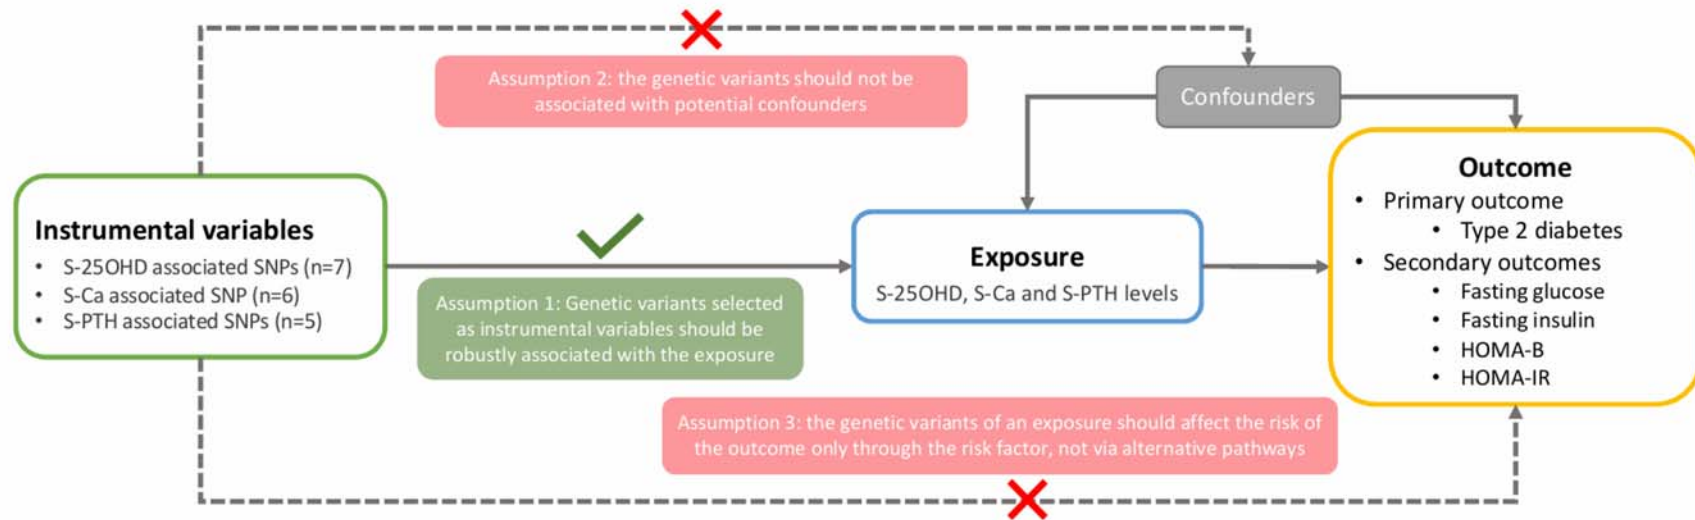 Assumption 2: the genetic variants should not be
associated with potential confounders
Confounders
Instrumental variables
• S-25OHD associated SNPs (n=7)
• S-Ca associated SNP (n=6)
• S-PTH associated SNPs (n=5)
Assumption 1: Genetic variants selected
as instrumental variables should be
robustly associated with the exposure
Exposure
S-25OHD, S-Ca and S-PTH levels
Outcome
• Primary outcome
• Type 2 diabetes
• Secondary outcomes
• Fasting glucose
• Fasting insulin
• HOMA-B
• HOMA-IR
Assumption 3: the genetic variants of an exposure should affect the risk of
the outcome only through the risk factor, not via alternative pathways